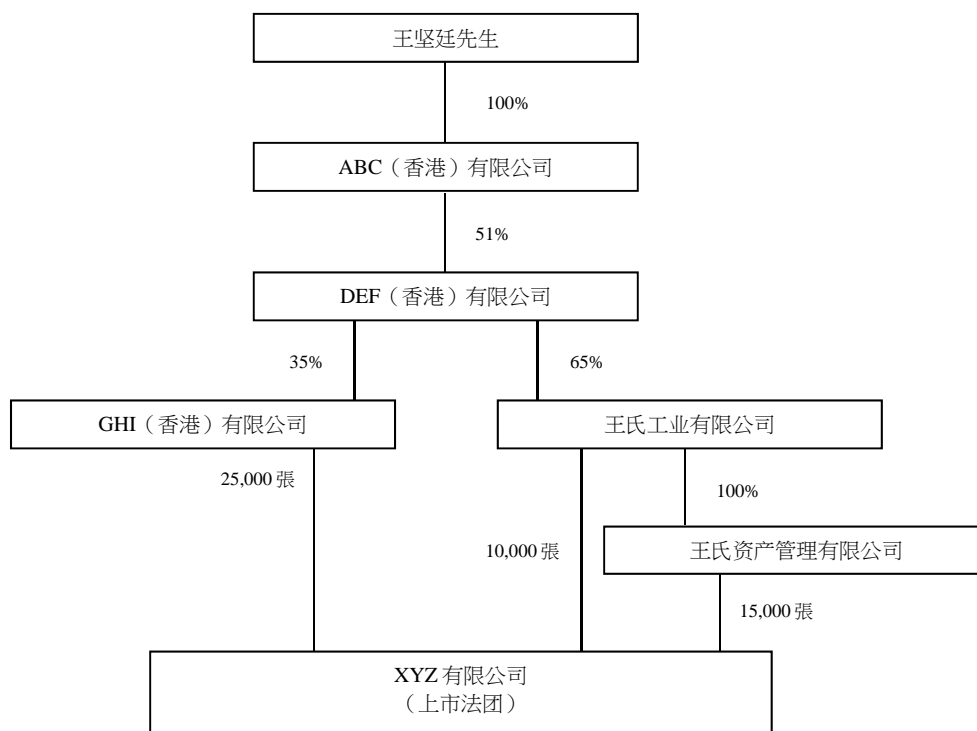 王坚廷先生
100%
ABC（香港）有限公司
51%
DEF（香港）有限公司
35%
65%
GHI（香港）有限公司
王氏工业有限公司
25,000 張
100%
10,000 張
王氏资产管理有限公司
15,000 張
XYZ 有限公司
（上市法团）